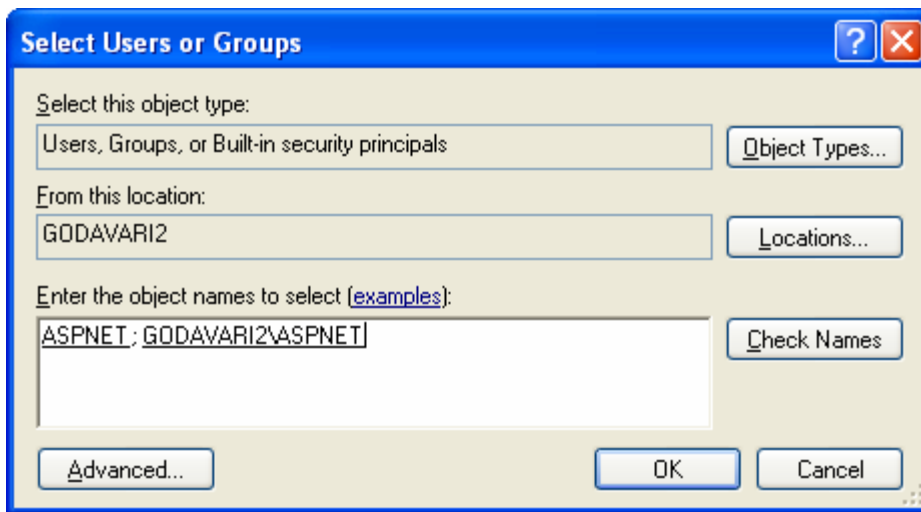 Select Users or Groups
Select this object type:
Users, Groups, or Built-in security principals
Object Types...
From this location:
GODAVARI2
Locations...
Enter the object names to select (examples):
ASPNET ; GODAVARI2\ASPNET
Check Names
Advanced...
OK
Cancel